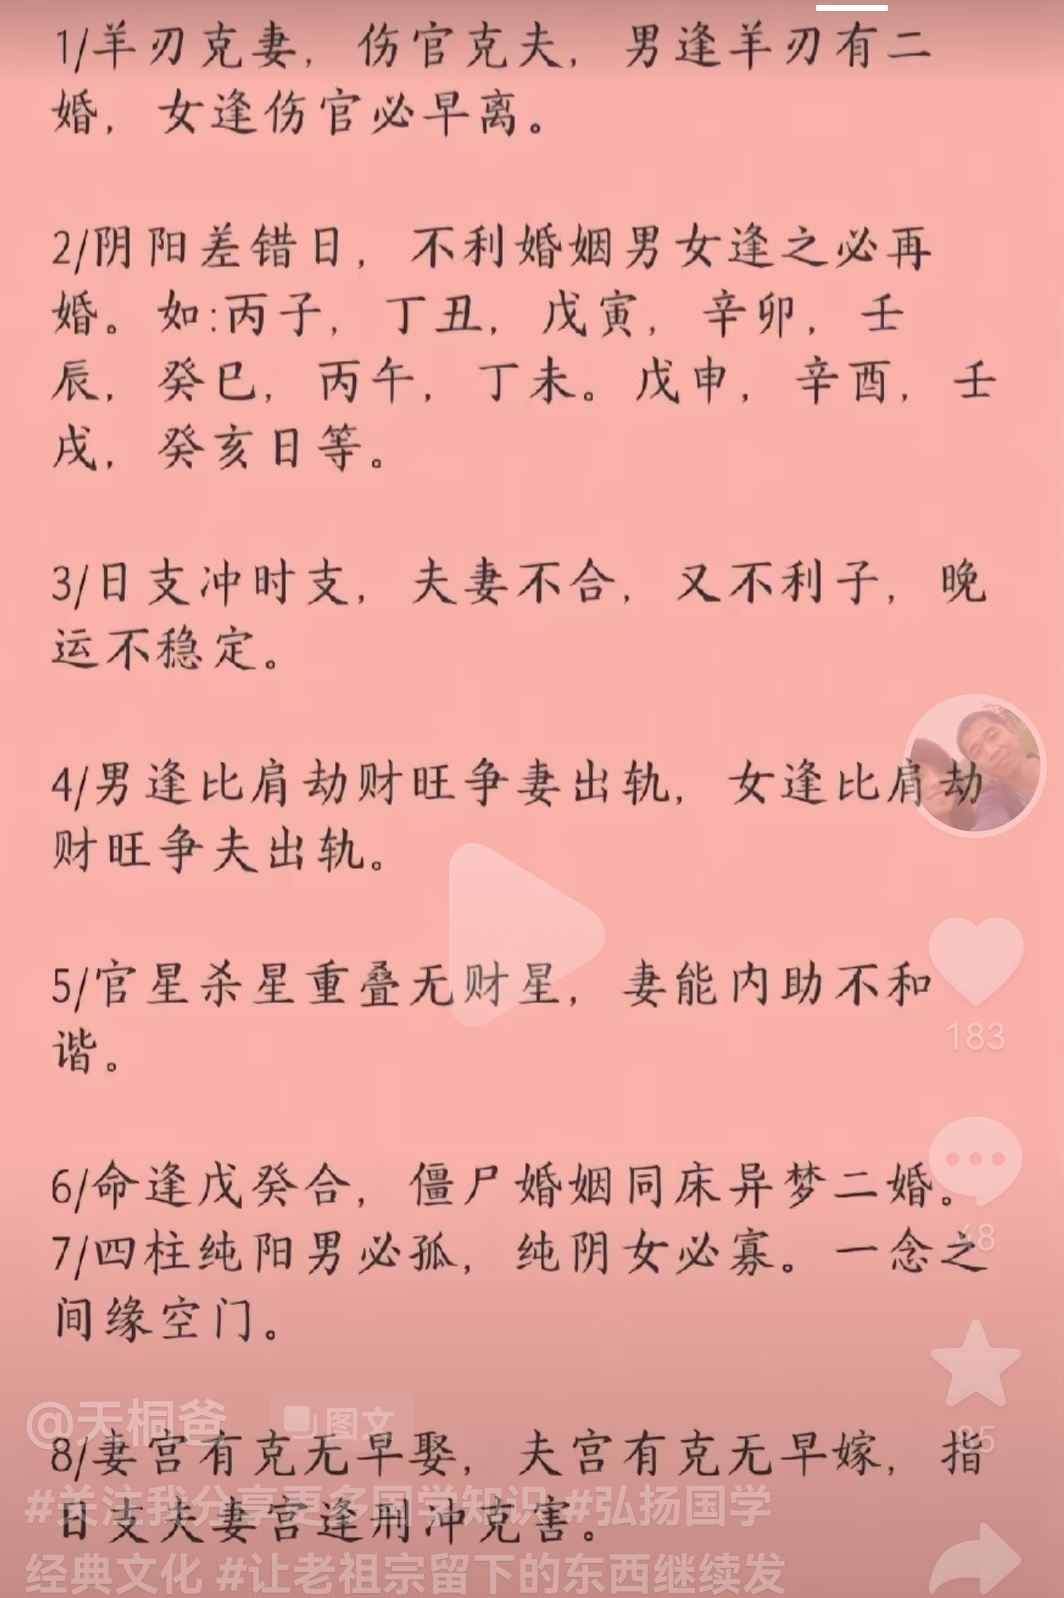 1/羊刃克妻，伤官克夫，男逢羊刃有二
婚，女逢伤官必早离。
2/阴阳差错日，不利婚姻男女逢之必再
婚。如:丙子，丁丑，戊寅，辛卯，壬
辰，癸巳，丙午，丁未。戊申，辛酉，壬
戌，癸亥日等。
3/日支冲时支，夫妻不合，又不利子，晚
运不稳定。
4/男逢比肩劫财旺争妻出轨，女逢比肩劫
财旺争夫出轨。
5/官星杀星重叠无财星，妻能内助不和
谐。
183
6/命逢戊癸合，僵尸婚姻同床异梦二婚。
7/四柱纯阳男必孤，纯阴女必寡。一念之
间缘空门。
@天桐爸 图文
8/妻宫有克无早娶，夫宫有克无早嫁，指
#关注我分享更多国学知识 #弘扬国学
日支夫妻宫逢刑冲克害。
经典文化 #让老祖宗留下的东西继续发